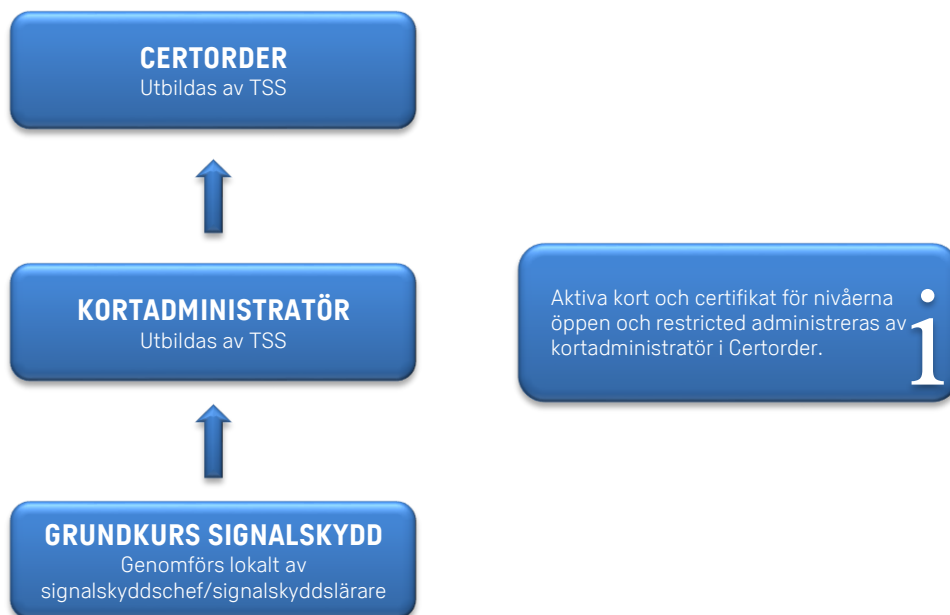 CERTORDER
Utbildas av TSS
KORTADMINISTRATÖR
Utbildas av TSS
Aktiva kort och certifikat för nivåerna
öppen och restricted administreras av
kortadministratör i Certorder.
i
GRUNDKURS SIGNALSKYDD
Genomförs lokalt av
signalskyddschef/signalskyddslärare